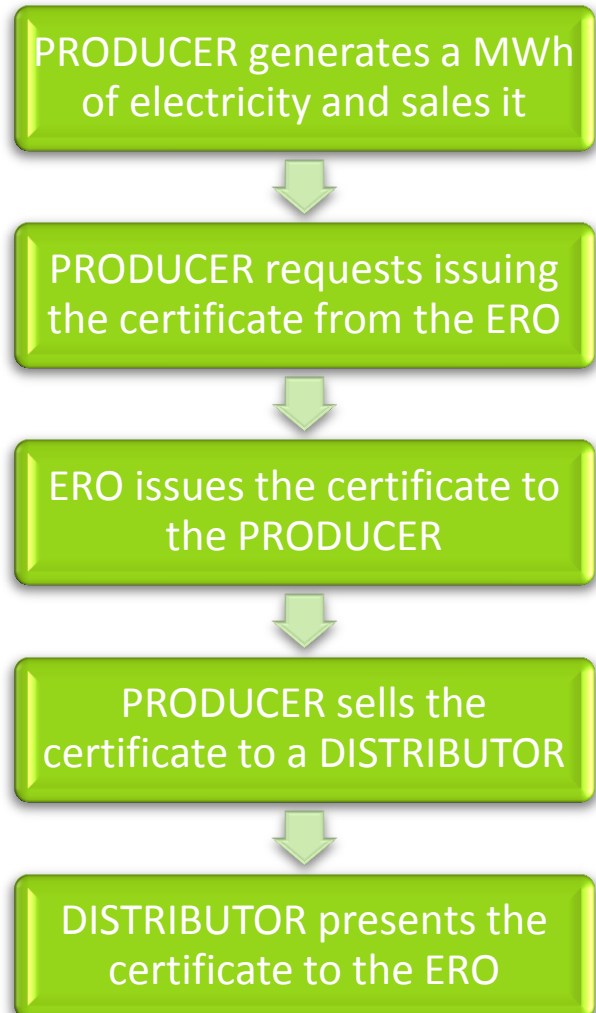 PRODUCER generates a MWh
of electricity and sales it
PRODUCER requests issuing
the certificate from the ERO
ERO issues the certificate to
the PRODUCER
PRODUCER sells the
certificate to a DISTRIBUTOR
DISTRIBUTOR presents the
certificate to the ERO